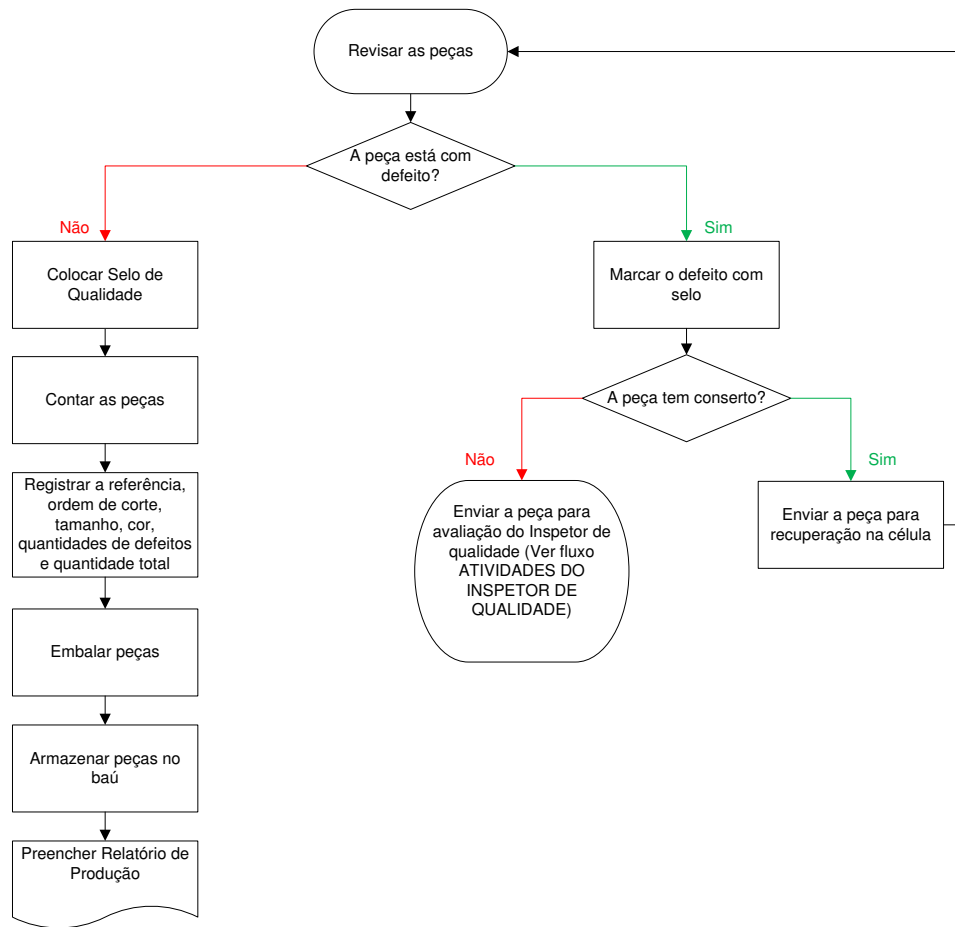 Revisar as peças
A peça está com
defeito?
Não
Sim
Colocar Selo de
Qualidade
Marcar o defeito com
selo
Contar as peças
A peça tem conserto?
Não
Sim
Registrar a referência,
ordem de corte,
tamanho, cor,
quantidades de defeitos
e quantidade total
Enviar a peça para
avaliação do Inspetor de
qualidade (Ver fluxo
ATIVIDADES DO
INSPETOR DE
QUALIDADE)
Enviar a peça para
recuperação na célula
Embalar peças
Armazenar peças no
baú
Preencher Relatório de
Produção